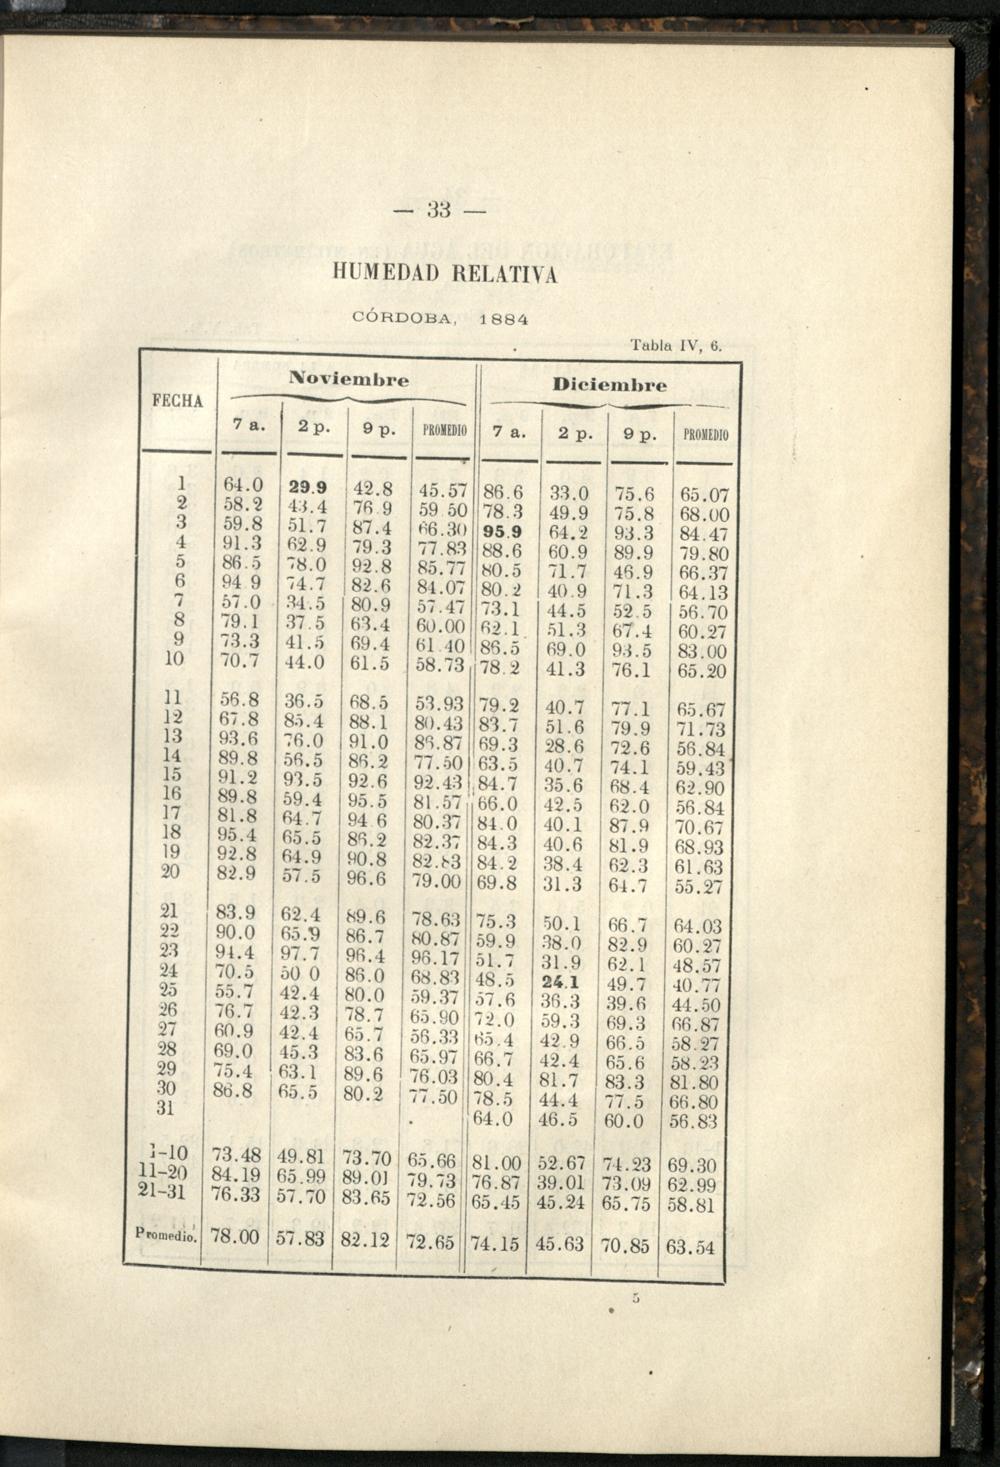 — 33 —
HUMEDAD RELATIVA
CÓRDOBA, 1884
Tabla IV, 6.
FECHA Noviembre Diciembre
7 a. 2 p. 9 p. PROMEDIO 7 a. 2 p. 9 p. PROMEDIO
1 64.0 29.9 42.8 45.57 86.6 33.0 75.6 65.07
2 58.2 43.4 76.9 59.50 78.3 49.9 75.8 68.00
3 59.8 51.7 87.4 66.30 95.9 64.2 93.3 84.47
4 91.3 62.9 79.3 77.83 88.6 60.9 89.9 79.80
5 86.5 78.0 92.8 85.77 80.5 71.7 46.9 66.37
6 94.9 74.7 82.6 84.07 80.2 40.9 71.3 64.13
7 57.0 34.5 80.9 57.47 73.1 44.5 52.5 56.70
8 79.1 37.5 63.4 60.00 62.1 51.3 67.4 60.27
9 73.3 41.5 69.4 61.40 86.5 69.0 93.5 83.00
10 70.7 44.0 61.5 58.73 78.2 41.3 76.1 65.20
11 56.8 36.5 68.5 53.93 79.2 40.7 77.1 65.67
12 67.8 85.4 88.1 80.43 83.7 51.6 79.9 71.73
13 93.6 76.0 91.0 86.87 69.3 28.6 72.6 56.84
14 89.8 56.5 86.2 77.50 63.5 40.7 74.1 59.43
15 91.2 93.5 92.6 92.43 84.7 35.6 68.4 62.90
16 89.8 59.4 95.5 81.57 66.0 42.5 62.0 56.84
17 81.8 64.7 94.6 80.37 84.0 40.1 87.9 70.67
18 95.4 65.5 86.2 82.37 84.3 40.6 81.9 68.93
19 92.8 64.9 90.8 82.83 84.2 38.4 62.3 61.63
20 82.9 57.5 96.6 79.00 69.8 31.3 64.7 55.27
21 83.9 62.4 89.6 78.63 75.3 50.1 66.7 64.03
22 90.0 65.9 86.7 80.87 59.9 38.0 82.9 60.27
23 94.4 97.7 96.4 96.17 51.7 31.9 62.1 48.57
24 70.5 50.0 86.0 68.83 48.5 24.1 49.7 40.77
25 55.7 42.4 80.0 59.37 57.6 36.3 39.6 44.50
26 76.7 42.3 78.7 65.90 72.0 59.3 69.3 66.87
27 60.9 42.4 65.7 56.33 65.4 42.9 66.5 58.27
28 69.0 45.3 83.6 65.97 66.7 42.4 65.6 58.23
29 75.4 63.1 89.6 76.03 80.4 81.7 83.3 81.80
30 86.8 65.5 80.2 77.50 78.5 44.4 77.5 66.80
31 64.0 46.5 60.0 56.83
1-10 73.48 49.81 73.70 65.66 81.00 52.67 74.23 69.30
11-20 84.19 65.99 89.01 79.73 76.87 39.01 73.09 62.99
21-31 76.33 57.70 83.65 72.56 65.45 45.24 65.75 58.81
Promedio. 78.00 57.83 82.12 72.65 74.15 45.63 70.85 63.54
5